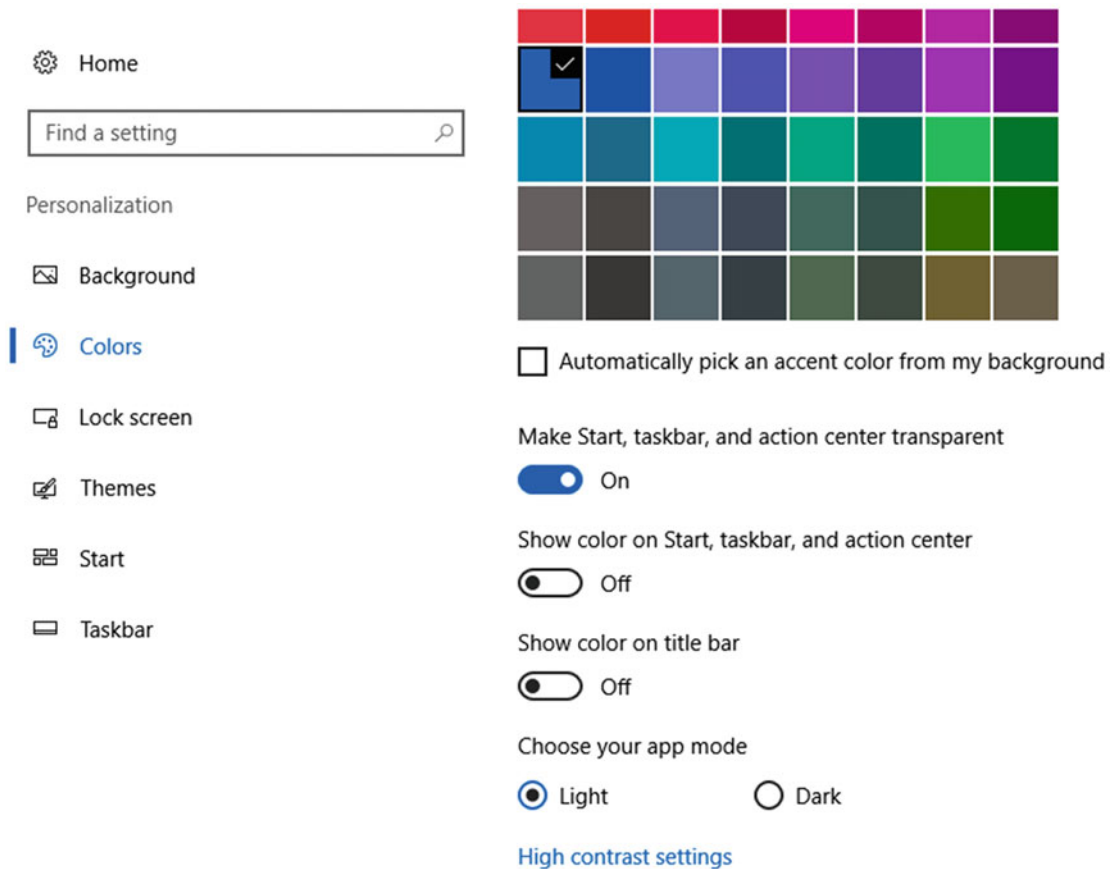 Home
Find a setting
Personalization
Background
Colors
Lock screen
Themes
Start
Taskbar
Automatically pick an accent color from my background
Make Start, taskbar, and action center transparent
On
Show color on Start, taskbar, and action center
Off
Show color on title bar
Off
Choose your app mode
Light Dark
High contrast settings